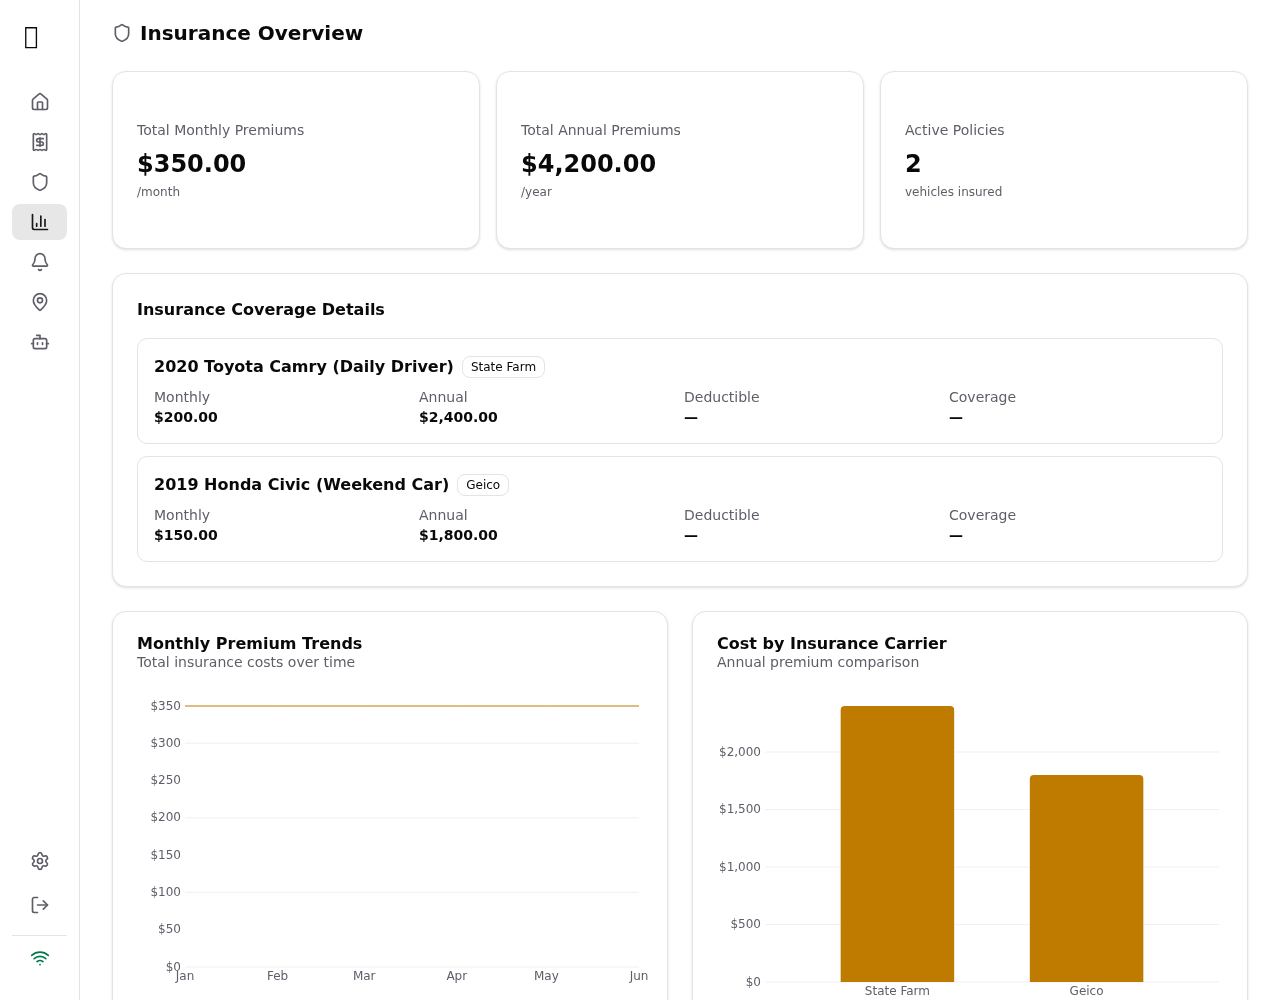 Insurance Overview
Total Monthly Premiums
$350.00
/month
Total Annual Premiums
$4,200.00
/year
Active Policies
2
vehicles insured
Insurance Coverage Details
2020 Toyota Camry (Daily Driver) State Farm
Monthly Annual Deductible Coverage
$200.00 $2,400.00 — —
2019 Honda Civic (Weekend Car) Geico
Monthly Annual Deductible Coverage
$150.00 $1,800.00 — —
Monthly Premium Trends
Total insurance costs over time
$350
$300
$250
$200
$150
$100
$50
$0
Jan Feb Mar Apr May Jun
Cost by Insurance Carrier
Annual premium comparison
$2,000
$1,500
$1,000
$500
$0
State Farm Geico